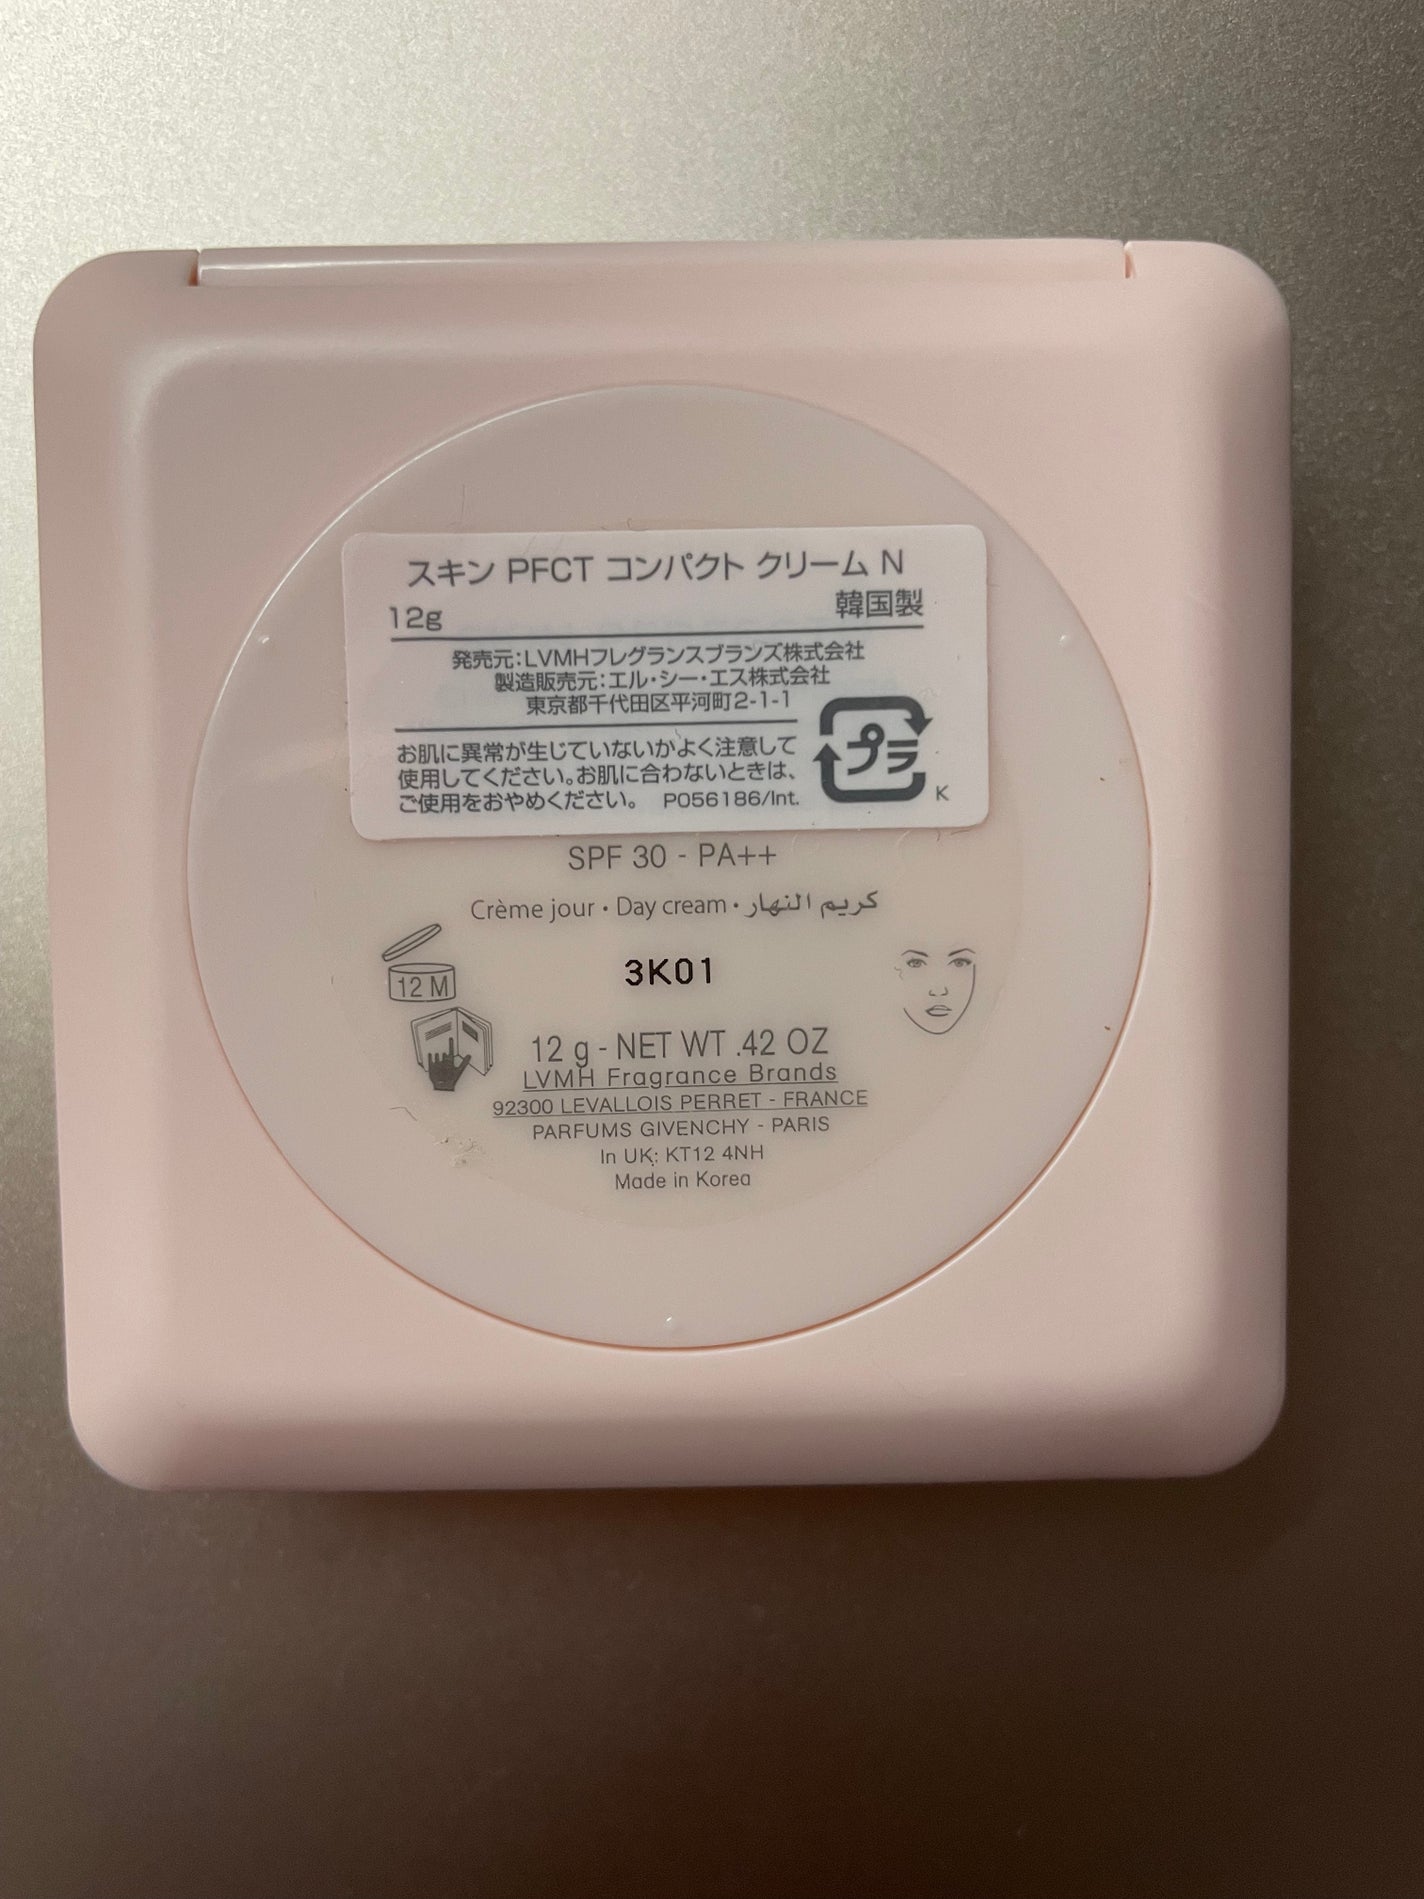 スキン PFCT コンパクト クリーム N
12g 韓国製
発売元:LVMHフレグランスブランズ株式会社
製造販売元:エル・シー・エス株式会社
東京都千代田区平河町2-1-1
お肌に異常が生じていないかよく注意して
使用してください。お肌に合わないときは、
ご使用をおやめください。 P056186/Int.
プラ
K
SPF 30 - PA++
Crème jour • Day cream • كريم النهار
12 M
3K01
12 g - NET WT .42 OZ
LVMH Fragrance Brands
92300 LEVALLOIS PERRET - FRANCE
PARFUMS GIVENCHY - PARIS
In UK: KT12 4NH
Made in Korea